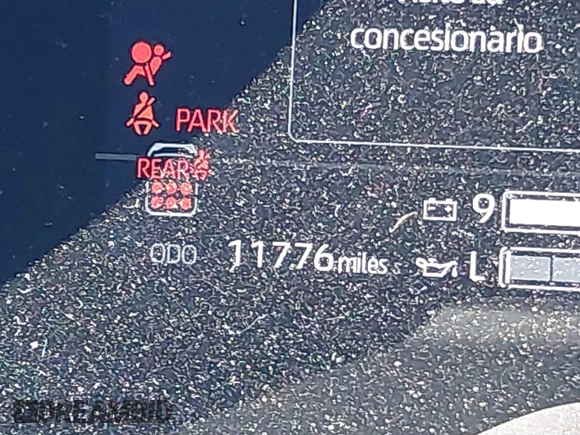 concesionario
PARK
REAR
9
ODO 11776 miles
L
DREAMBID